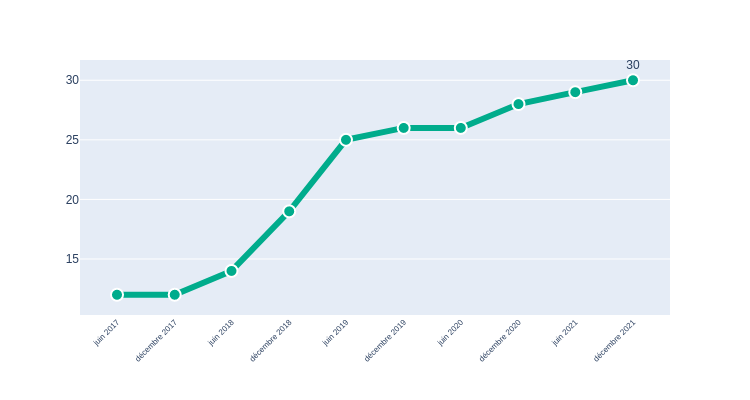 30
30
25
20
15
juin 2017
décembre 2017
juin 2018
décembre 2018
juin 2019
décembre 2019
juin 2020
décembre 2020
juin 2021
décembre 2021